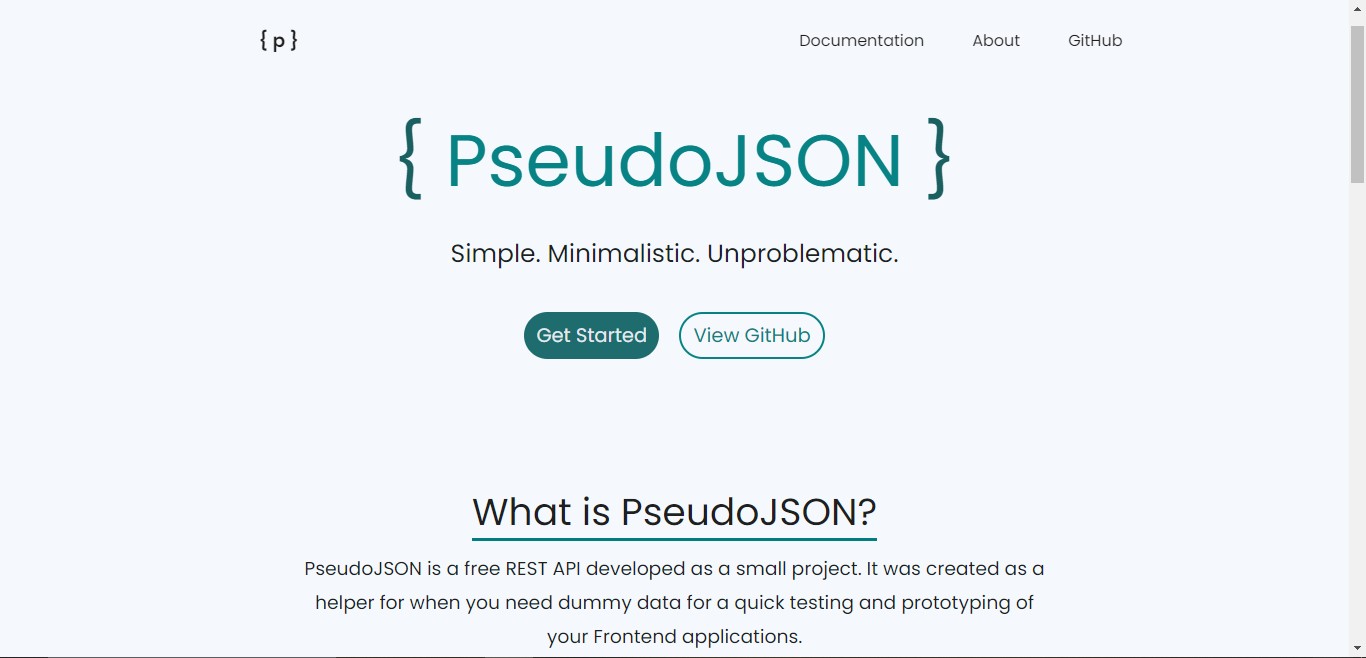 { p }
Documentation About GitHub
{ PseudoJSON }
Simple. Minimalistic. Unproblematic.
Get Started View GitHub
What is PseudoJSON?
PseudoJSON is a free REST API developed as a small project. It was created as a
helper for when you need dummy data for a quick testing and prototyping of
your Frontend applications.